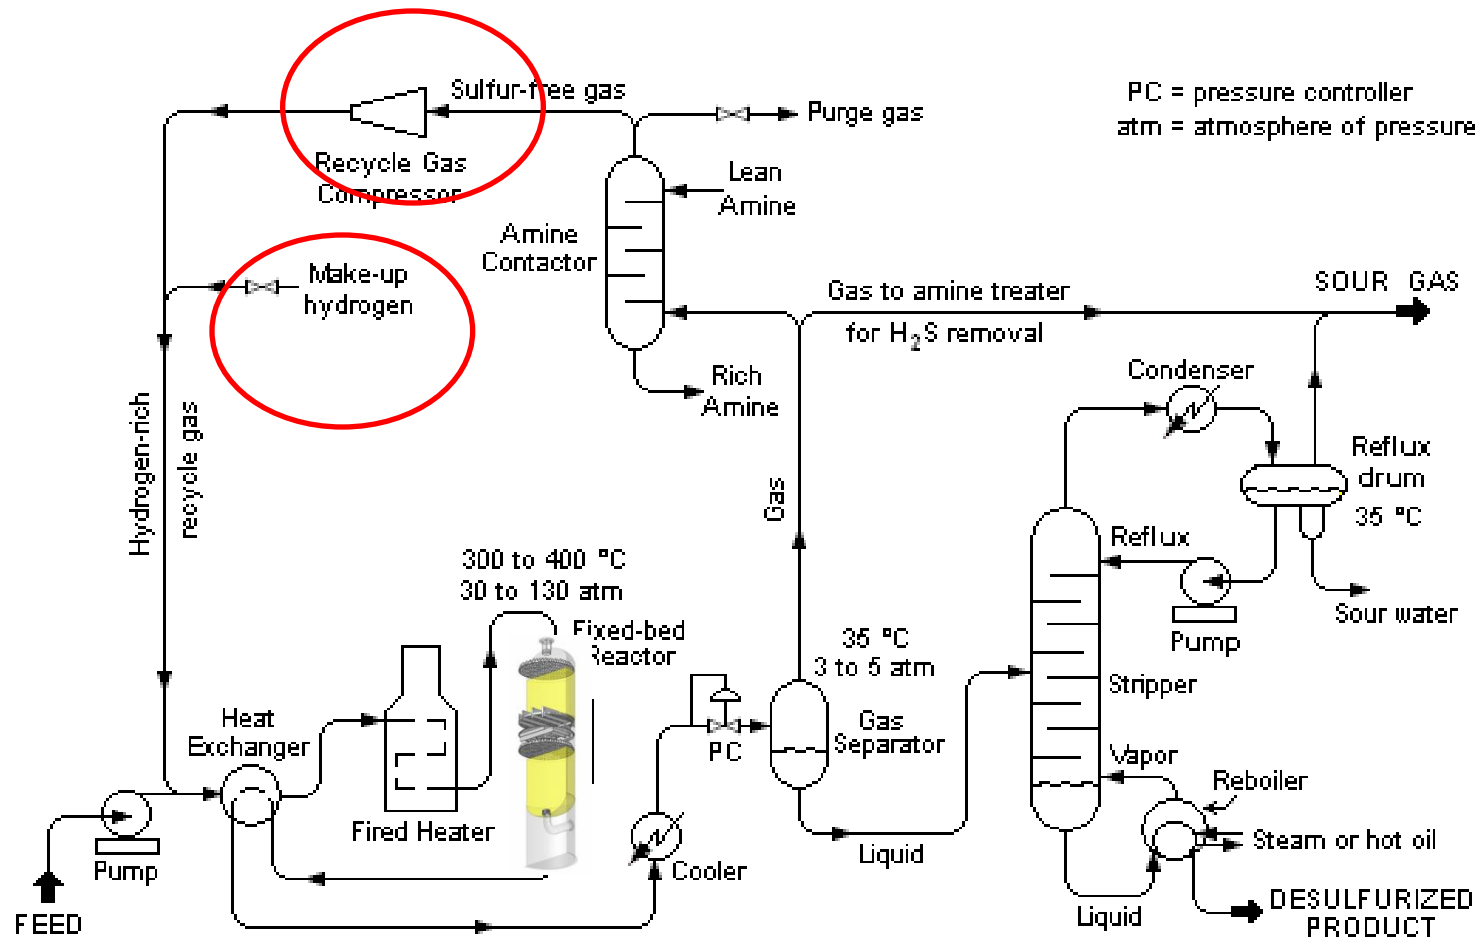 Sulfur-free gas
Recycle Gas
Compressor
Purge gas
PC = pressure controller
atm = atmosphere of pressure
Lean
Amine
Amine
Contactor
Make-up
hydrogen
Gas to amine treater
for H₂S removal
SOUR GAS
Rich
Amine
Condenser
Hydrogen-rich
recycle gas
Gas
Reflux
drum
35 °C
Reflux
Sour water
Pump
300 to 400 °C
30 to 130 atm
Fixed-bed
Reactor
35 °C
3 to 5 atm
Stripper
Heat
Exchanger
PC
Gas
Separator
Vapor
Reboiler
Fired Heater
Steam or hot oil
Pump
Cooler
Liquid
FEED
Liquid
DESULFURIZED
PRODUCT